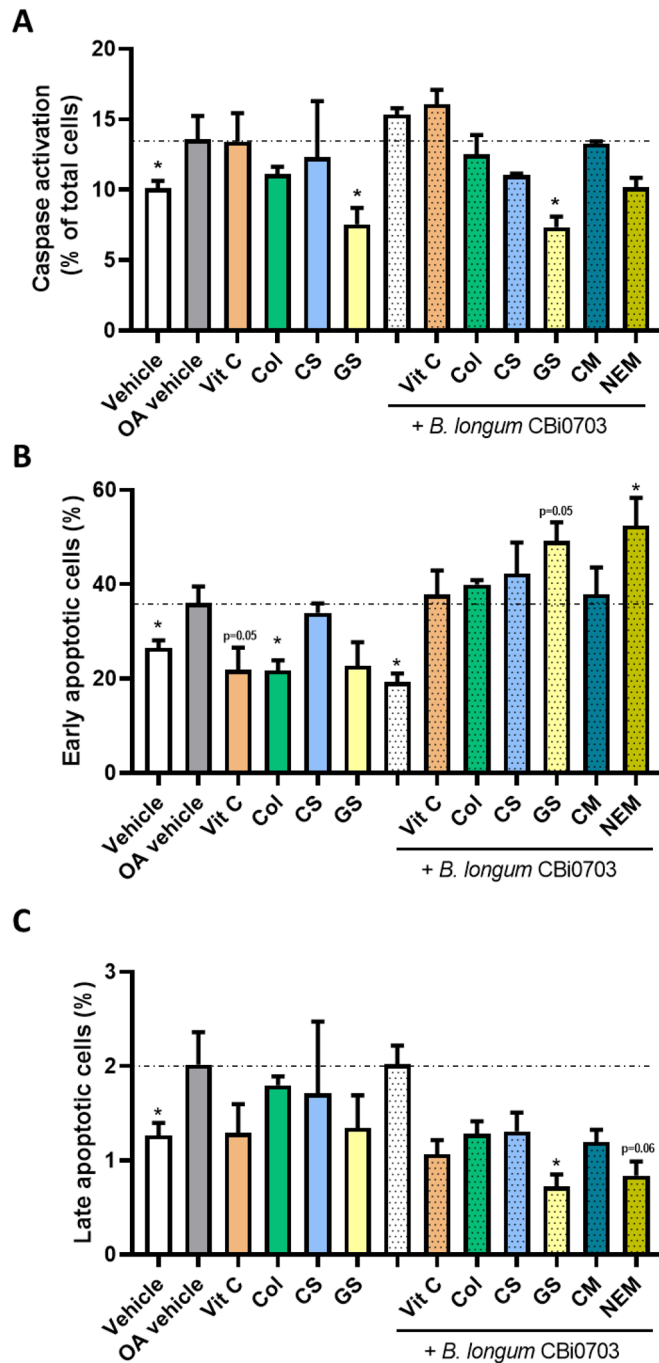 A
Caspase activation
(% of total cells)
20
15
10
5
0
*
*
*
Vehicle
OA vehicle
Vit C
Col
CS
GS
Vit C
Col
CS
GS
CM
NEM
+ B. longum CBi0703
B
Early apoptotic cells (%)
60
40
20
0
*
p=0.05
*
*
p=0.05
*
Vehicle
OA vehicle
Vit C
Col
CS
GS
Vit C
Col
CS
GS
CM
NEM
+ B. longum CBi0703
C
Late apoptotic cells (%)
3
2
1
0
*
*
p=0.06
Vehicle
OA vehicle
Vit C
Col
CS
GS
Vit C
Col
CS
GS
CM
NEM
+ B. longum CBi0703